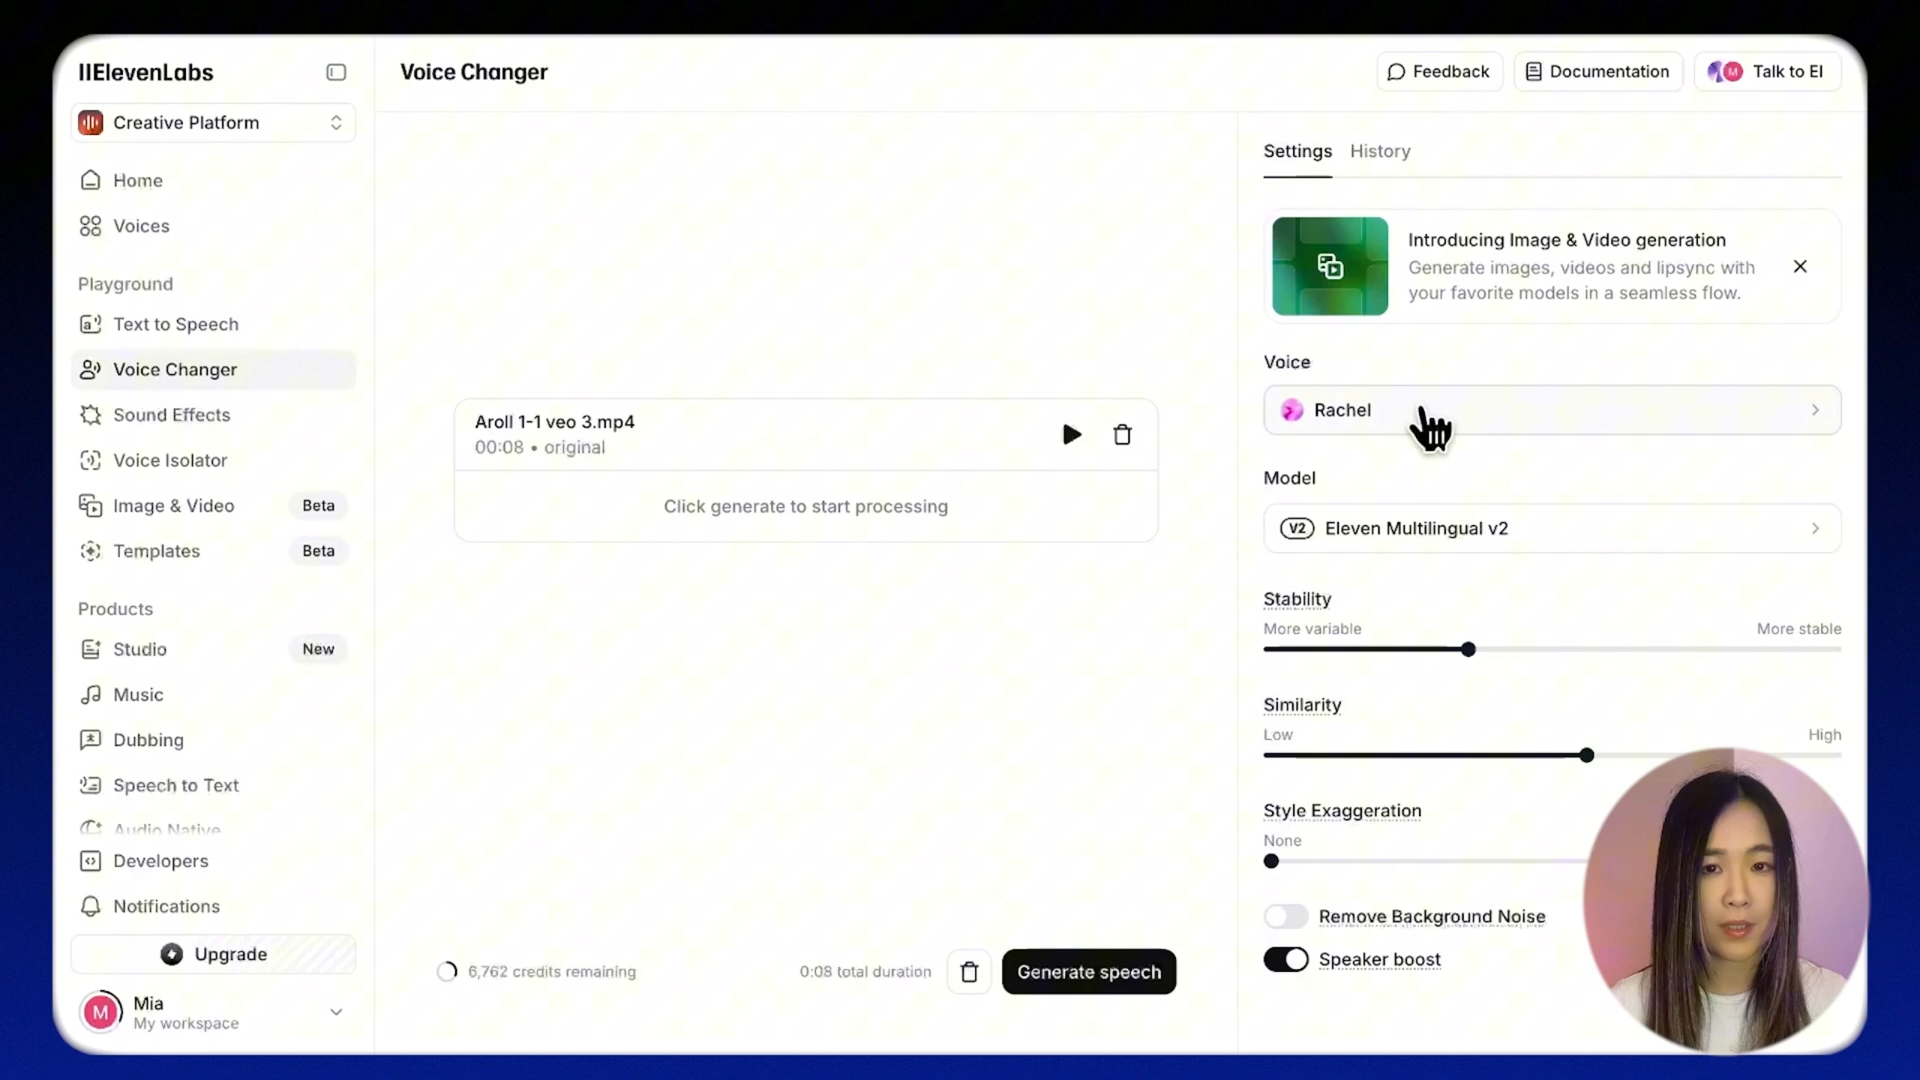 IIElevenLabs
Creative Platform
Home
Voices
Playground
Text to Speech
Voice Changer
Sound Effects
Voice Isolator
Image & Video Beta
Templates Beta
Products
Studio New
Music
Dubbing
Speech to Text
Audio Native
Developers
Notifications
Upgrade
M
Mia
My workspace
Voice Changer
Feedback
Documentation
M
Talk to EI
Aroll 1-1 veo 3.mp4
00:08 • original
Click generate to start processing
6,762 credits remaining
0:08 total duration
Generate speech
Settings History
Introducing Image & Video generation
Generate images, videos and lipsync with
your favorite models in a seamless flow.
Voice
Rachel
Model
V2 Eleven Multilingual v2
Stability
More variable More stable
Similarity
Low High
Style Exaggeration
None
Remove Background Noise
Speaker boost